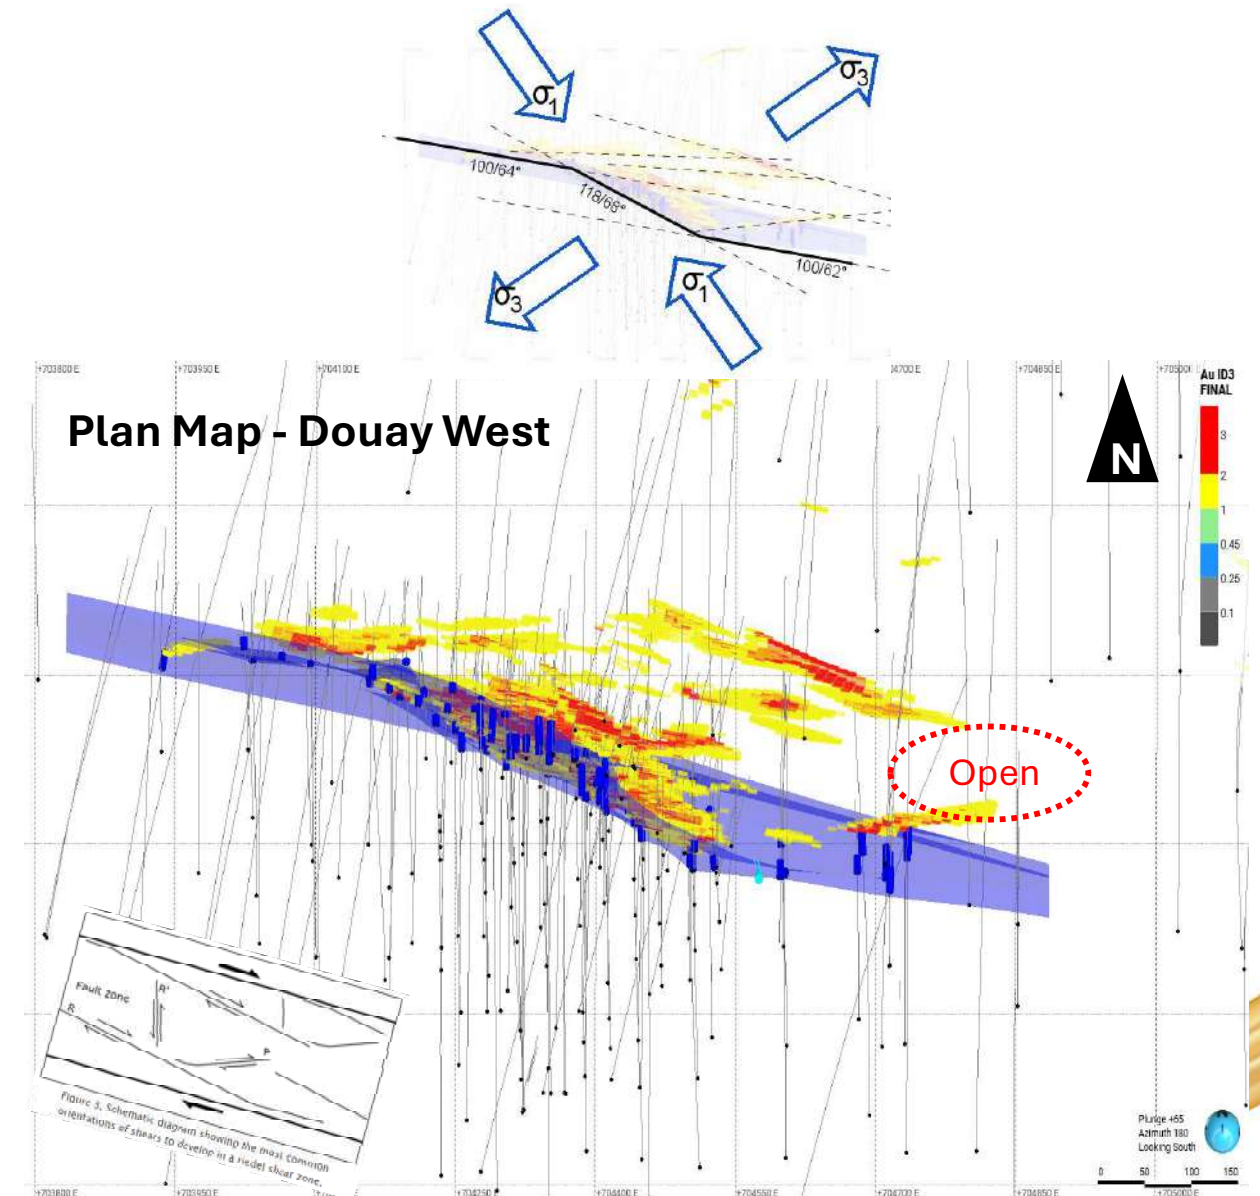 σ1
σ3
100/64°
118/68°
σ3
σ1
100/62°
+703800 E
+703950 E
+704100 E
704700 E
+704850 E
+705000
Au ID3
FINAL
Plan Map - Douay West
N
3
2
1
0.45
0.25
0.1
Open
Fault zone
R'
R
P
Figure 3. Schematic diagram showing the most common
orientations of shears to develop in a riedel shear zone.
Plunge +65
Azimuth 180
Looking South
0 50 100 150
+703800 E
+703950 E
+704250 E
+704400 E
+704550 E
+704700 E
+704850 E
+705000 E